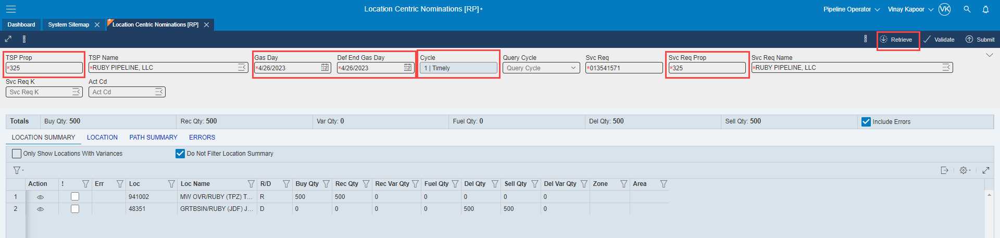 Location Centric Nominations [RP] *
Pipeline Operator Vinay Kapoor VK
Dashboard System Sitemap * Location Centric Nominations [RP]
Retrieve Validate Submit
TSP Prop TSP Name Gas Day Def End Gas Day Cycle Query Cycle Svc Req Svc Req Prop Svc Req Name
*325 *RUBY PIPELINE, LLC *4/26/2023 *4/26/2023 1 | Timely Query Cycle *013541571 *325 *RUBY PIPELINE, LLC
Svc Req K Act Cd
Svc Req K Act Cd
Totals Buy Qty: 500 Rec Qty: 500 Var Qty: 0 Fuel Qty: 0 Del Qty: 500 Sell Qty: 500 Include Errors
LOCATION SUMMARY LOCATION PATH SUMMARY ERRORS
Only Show Locations With Variances Do Not Filter Location Summary
Action ! Err Loc Loc Name R/D Buy Qty Rec Qty Rec Var Qty Fuel Qty Del Qty Sell Qty Del Var Qty Zone Area
1 941002 MW OVR/RUBY (TPZ) T... R 500 500 0 0 0 0 0
2 48351 GRTBSIN/RUBY (JDF) J... D 0 0 0 0 500 500 0